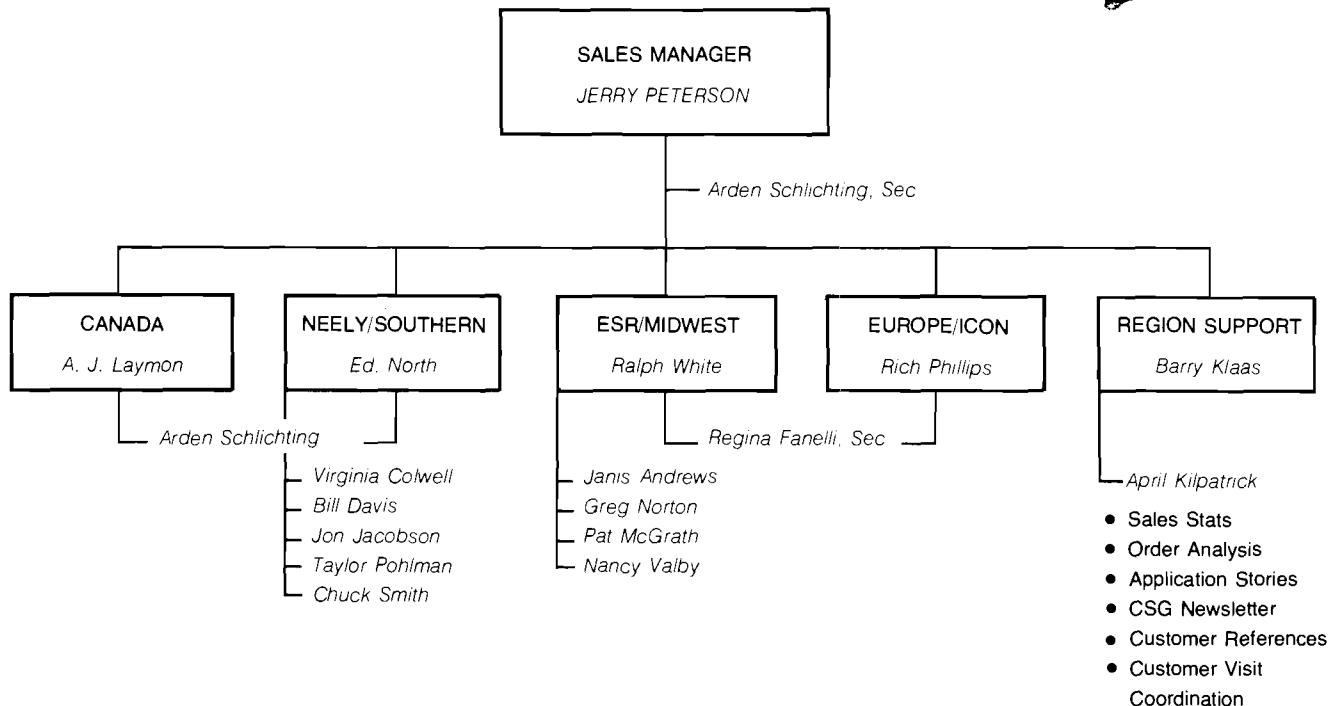 SALES MANAGER
JERRY PETERSON
Arden Schlichting, Sec
CANADA
A. J. Laymon
NEELY/SOUTHERN
Ed. North
ESR/MIDWEST
Ralph White
EUROPE/ICON
Rich Phillips
REGION SUPPORT
Barry Klaas
Arden Schlichting
Regina Fanelli, Sec
Virginia Colwell
Bill Davis
Jon Jacobson
Taylor Pohlman
Chuck Smith
Janis Andrews
Greg Norton
Pat McGrath
Nancy Valby
April Kilpatrick
• Sales Stats
• Order Analysis
• Application Stories
• CSG Newsletter
• Customer References
• Customer Visit
Coordination